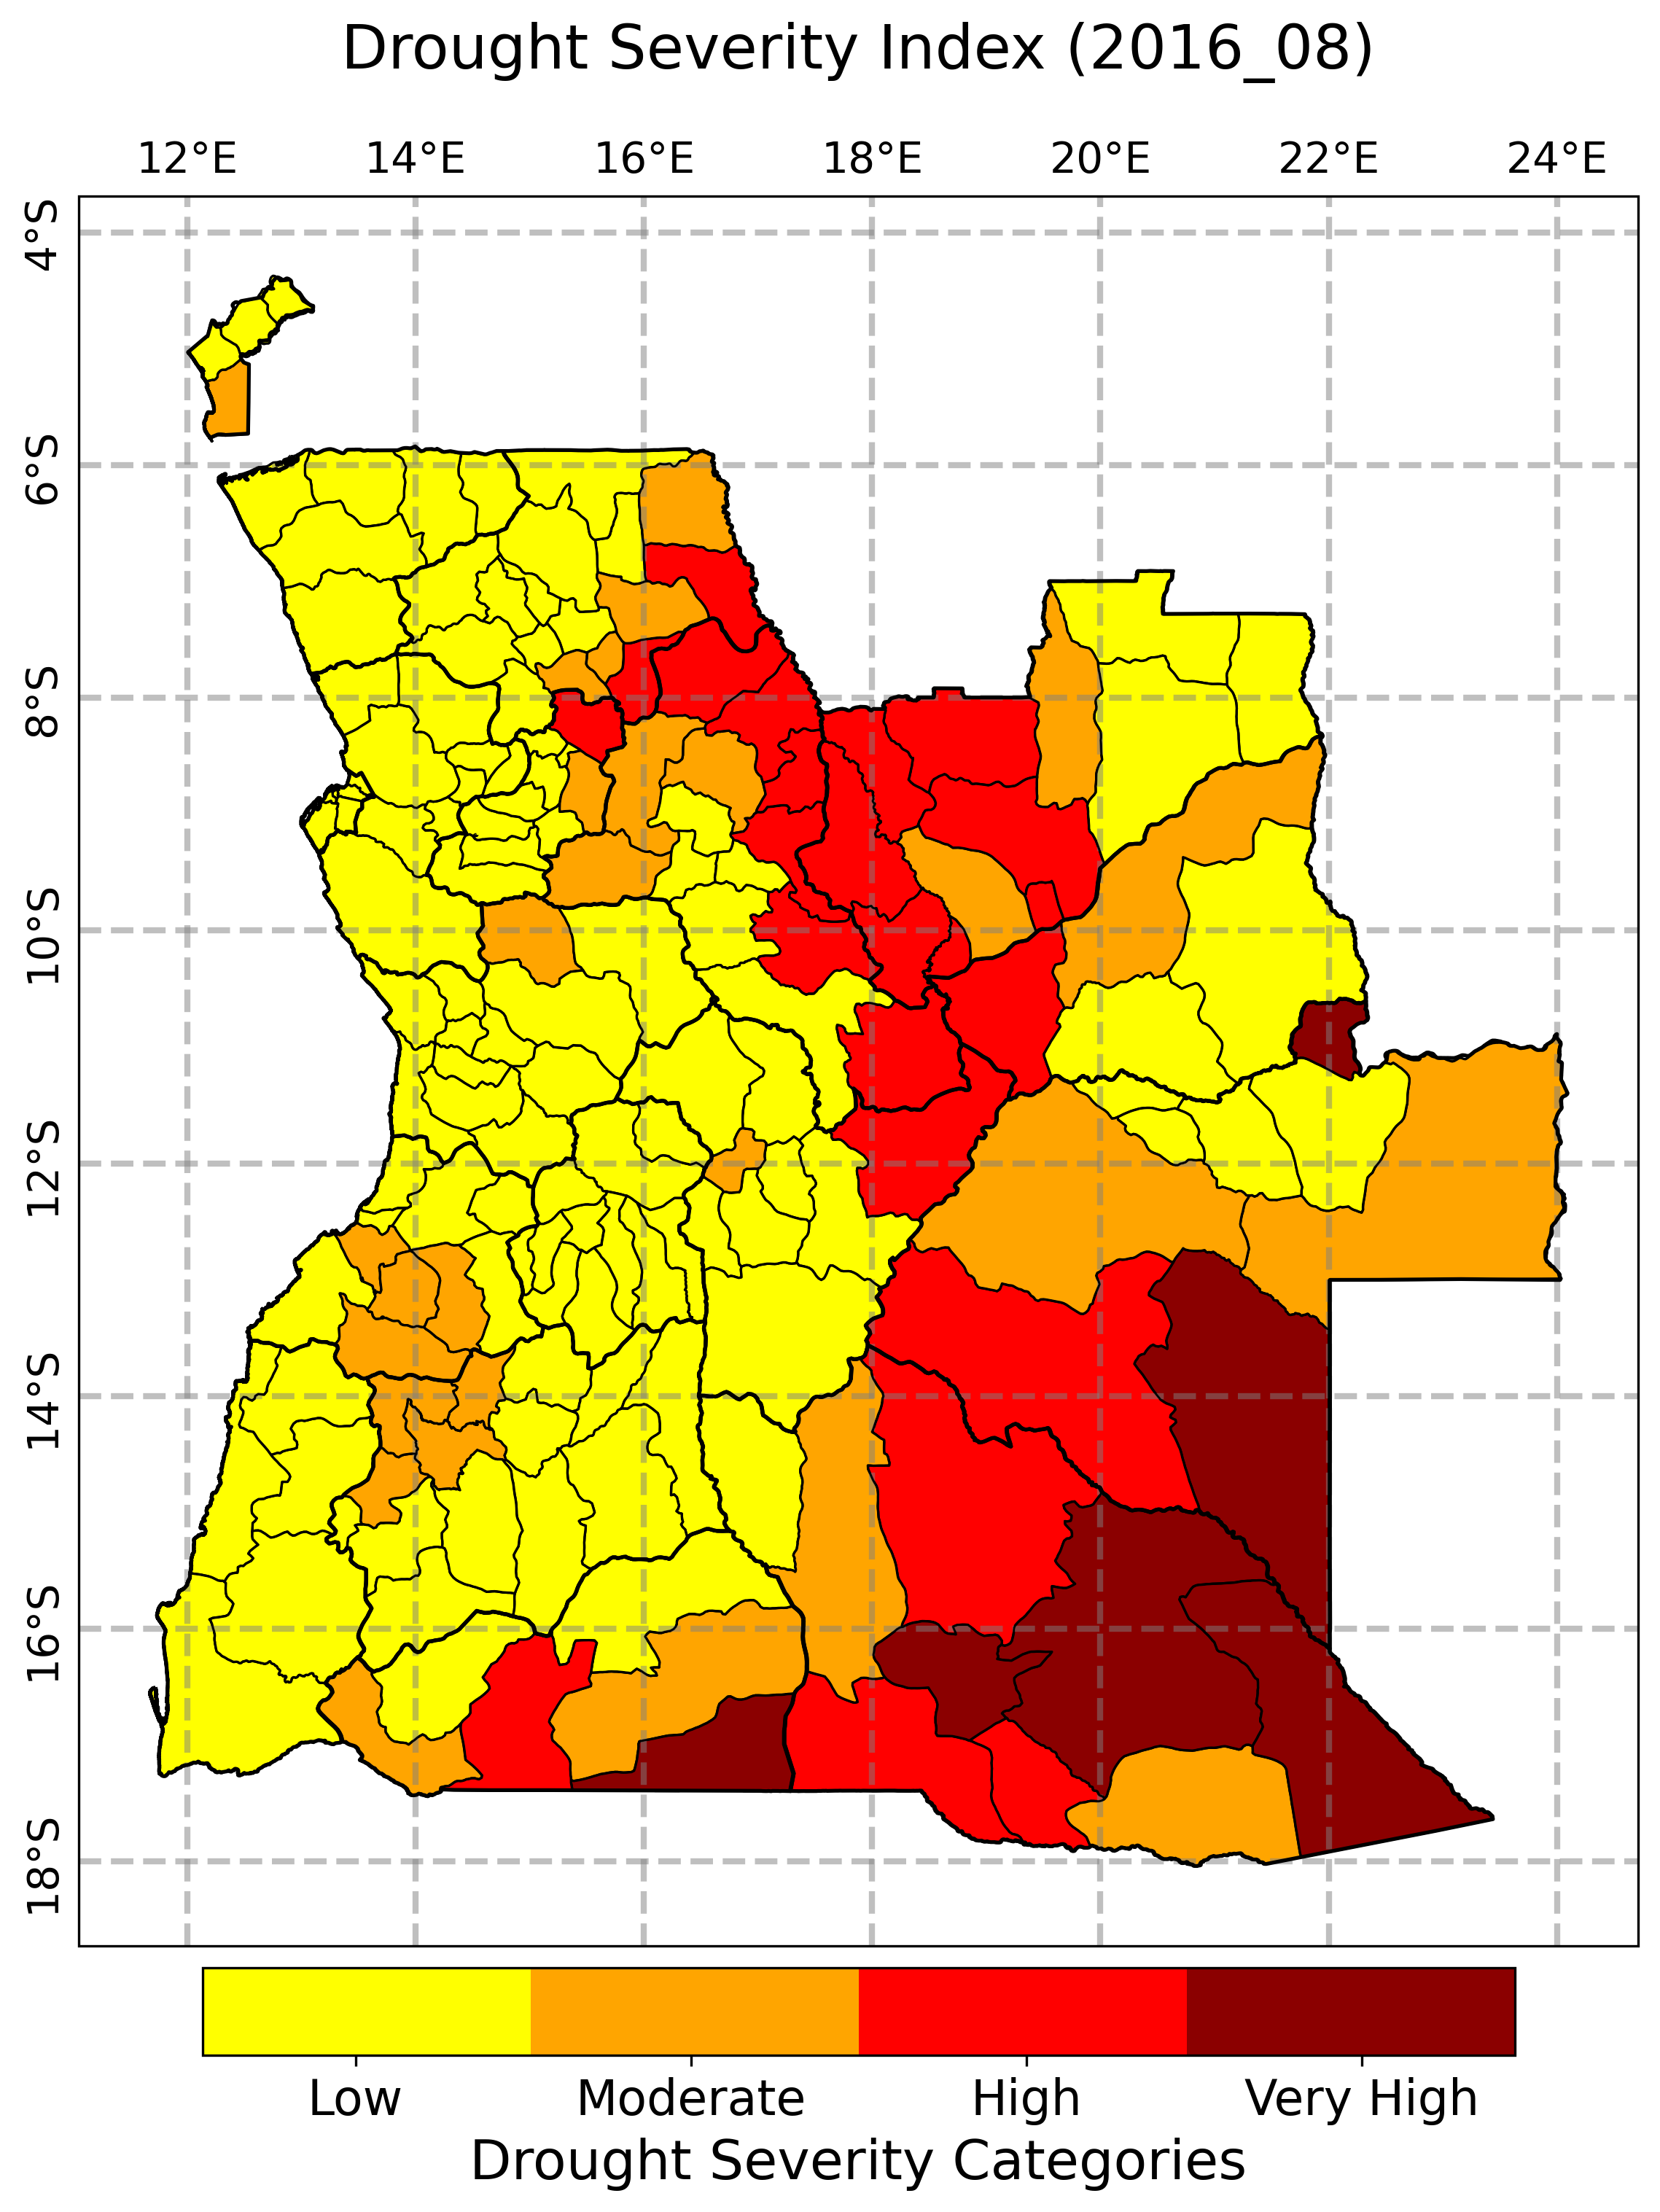 Drought Severity Index (2016_08)
12°E 14°E 16°E 18°E 20°E 22°E 24°E
4°S
6°S
8°S
10°S
12°S
14°S
16°S
18°S
Low Moderate High Very High
Drought Severity Categories